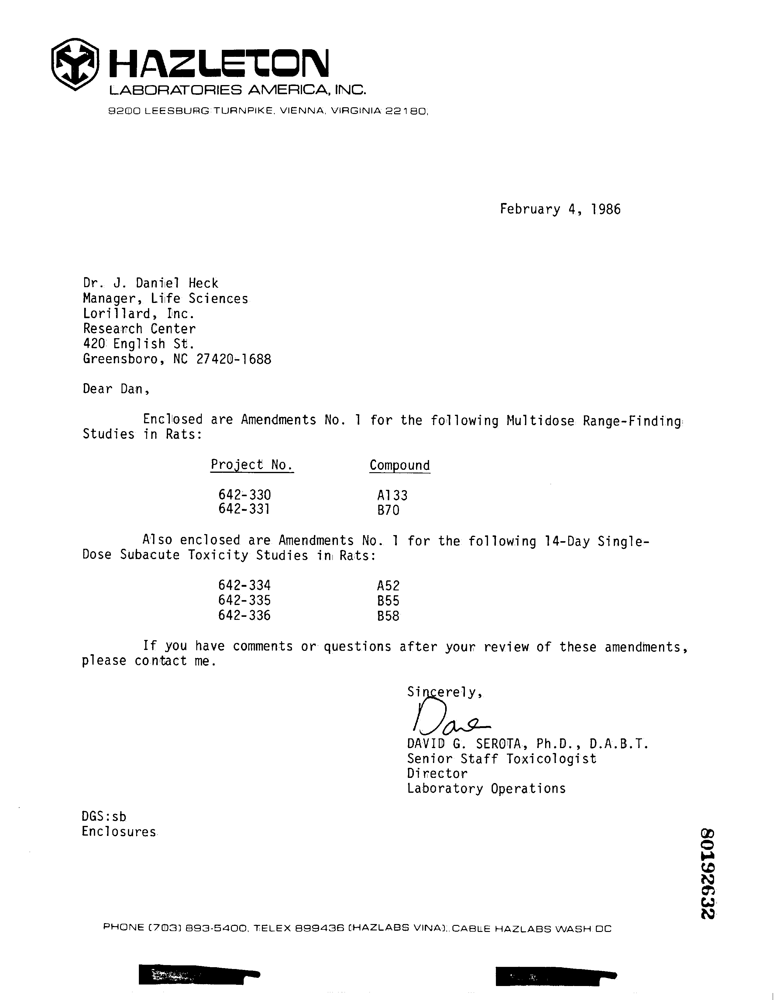 HAZLETON
LABORATORIES AMERICA, INC.
9200 LEESBURG TURNPIKE, VIENNA, VIRGINIA 22180,
February 4, 1986
Dr. J. Daniel Heck
Manager, Life Sciences
Lorillard, Inc.
Research Center
420 English St.
Greensboro, NC 27420-1688
Dear Dan,
Enclosed are Amendments No. 1 for the following Multidose Range-Finding
Studies in Rats:
Project No. Compound
642-330 A133
642-331 B70
Also enclosed are Amendments No. 1 for the following 14-Day Single-
Dose Subacute Toxicity Studies in Rats:
642-334 A52
642-335 B55
642-336 B58
If you have comments or questions after your review of these amendments,
please contact me.
Sincerely,
Dave
DAVID G. SEROTA, Ph.D., D.A.B.T.
Senior Staff Toxicologist
Director
Laboratory Operations
DGS:sb
Enclosures
80192632
PHONE (703) 893-5400, TELEX 899436 (HAZLABS VINA), CABLE HAZLABS WASH DC